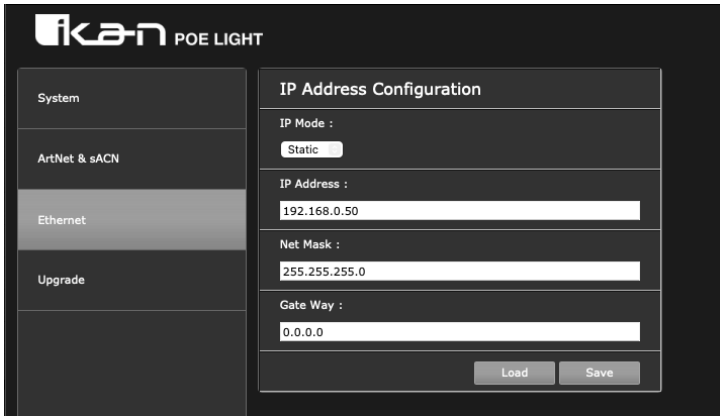 ikan POE LIGHT
System
ArtNet & sACN
Ethernet
Upgrade
IP Address Configuration
IP Mode :
Static
IP Address :
192.168.0.50
Net Mask :
255.255.255.0
Gate Way :
0.0.0.0
Load Save